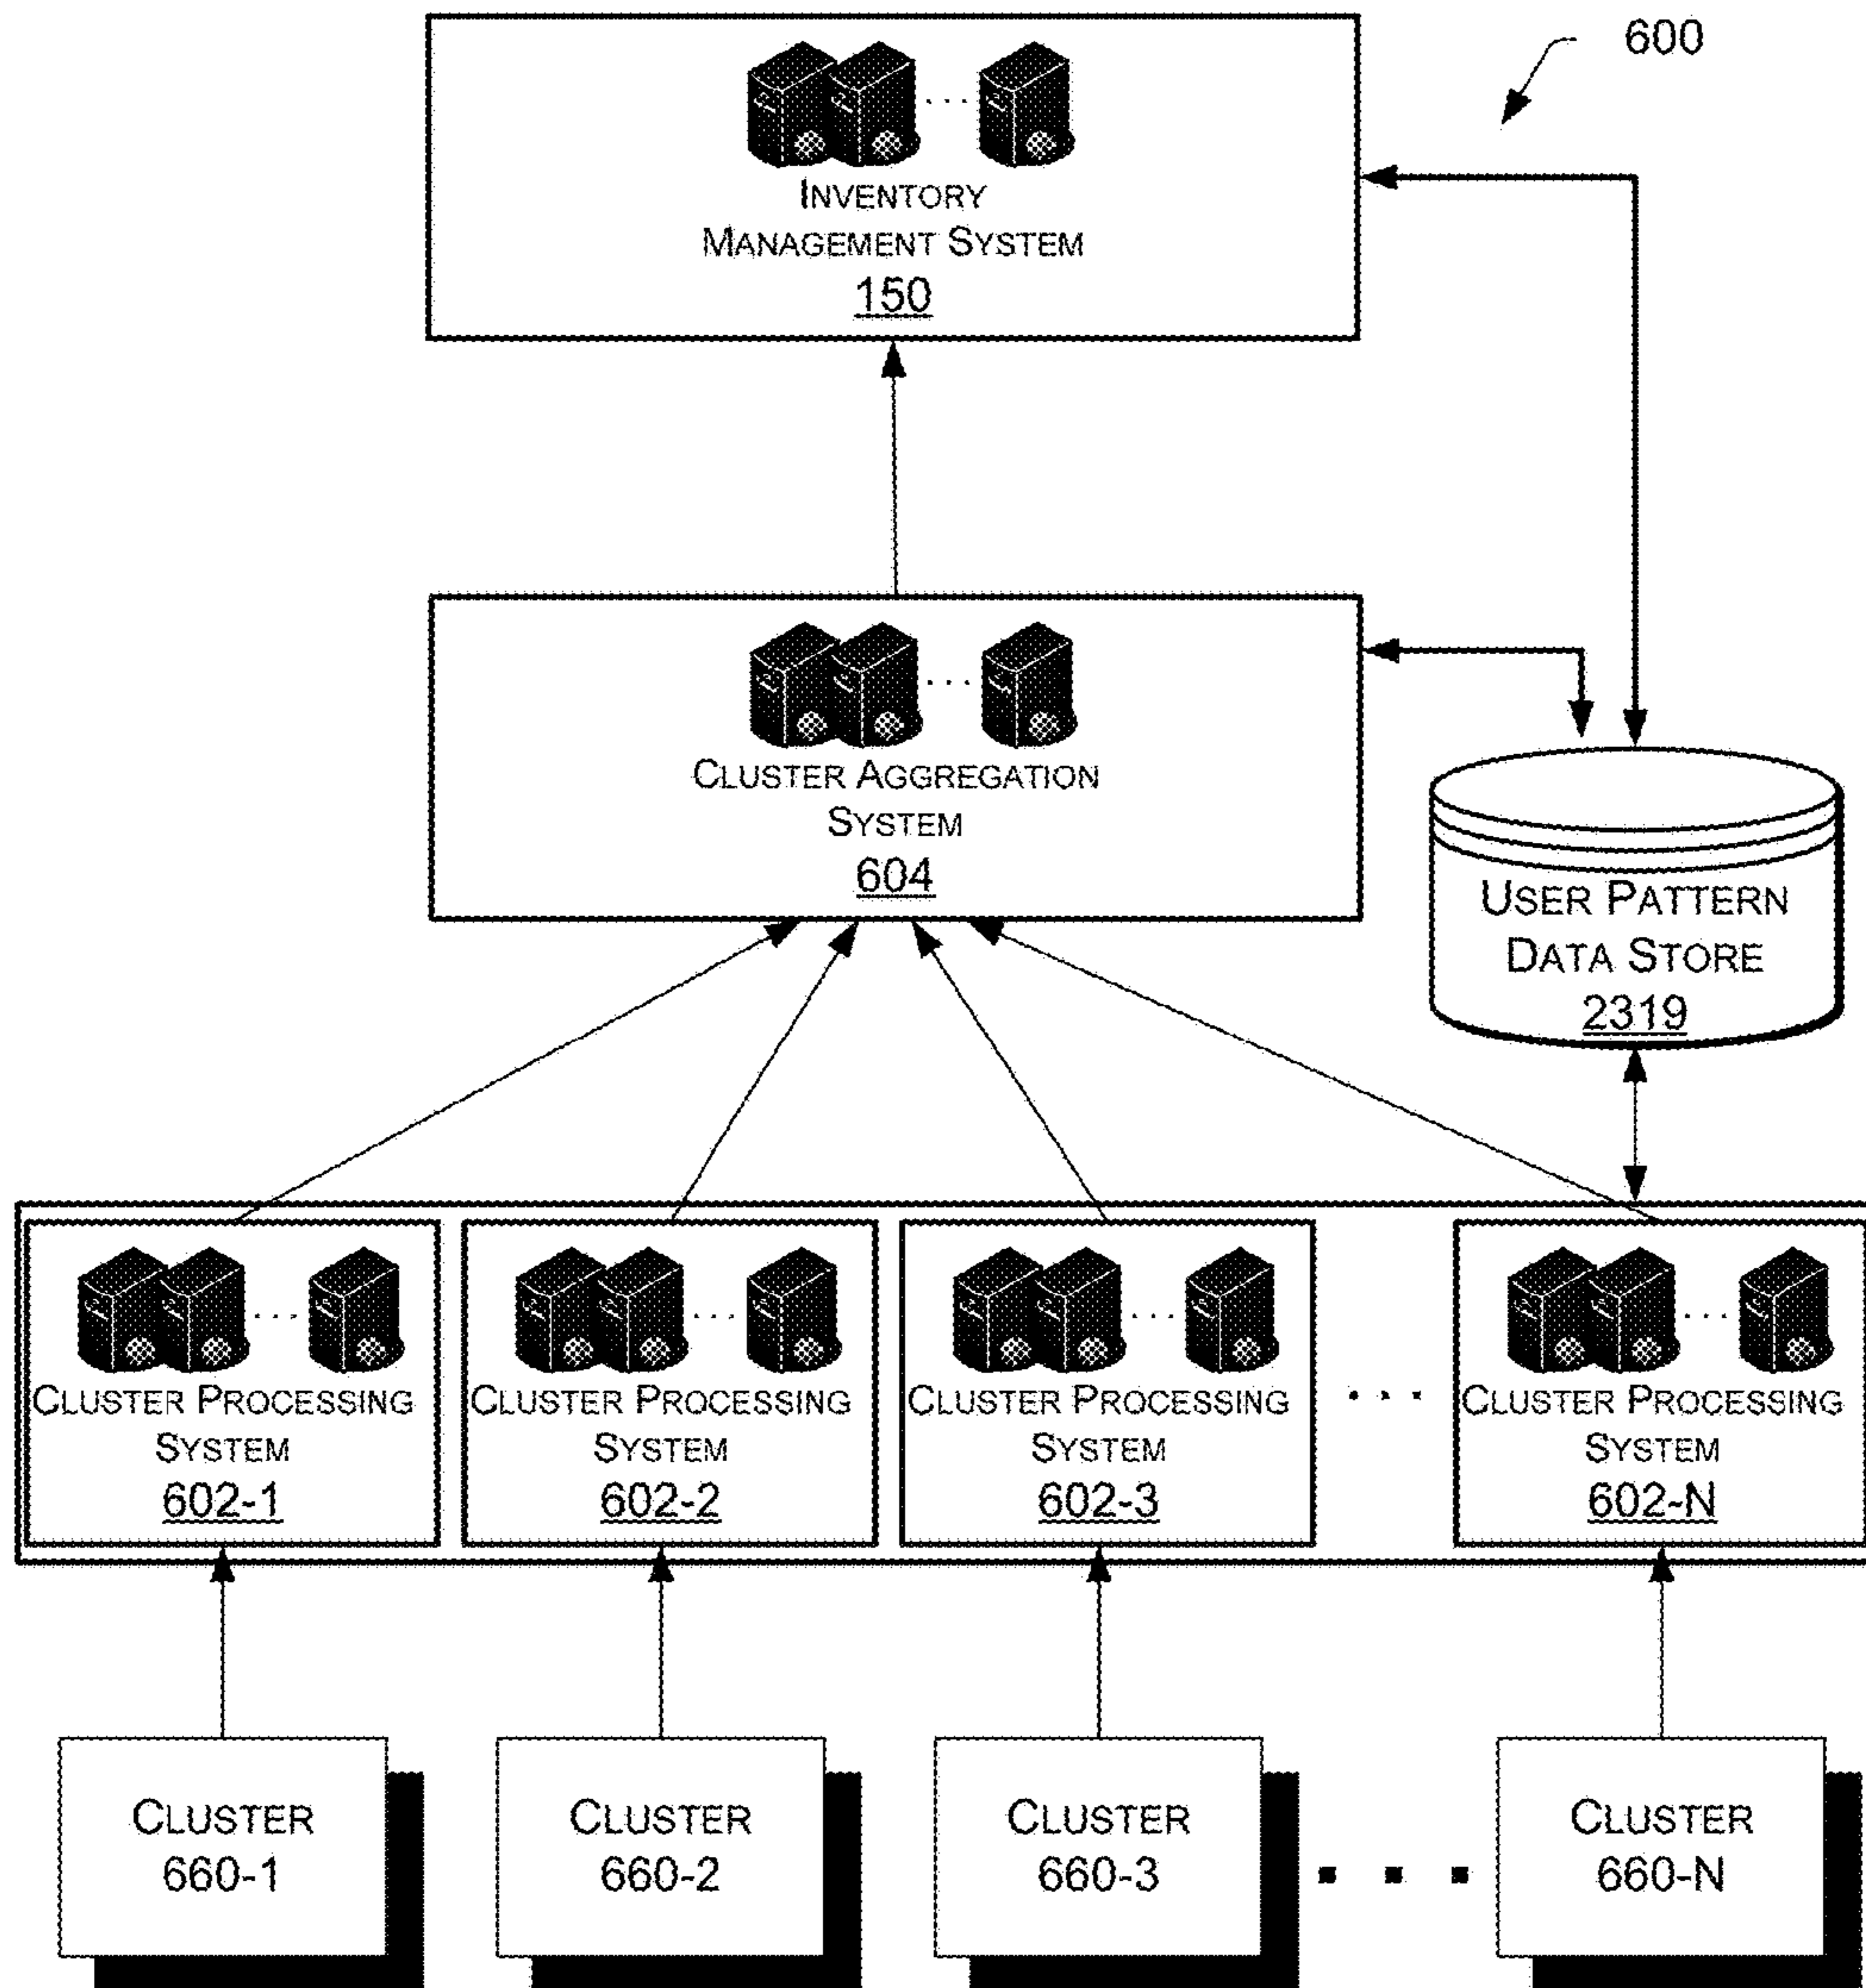 600
INVENTORY
MANAGEMENT SYSTEM
150
CLUSTER AGGREGATION
SYSTEM
604
USER PATTERN
DATA STORE
2319
CLUSTER PROCESSING
SYSTEM
602-1
CLUSTER PROCESSING
SYSTEM
602-2
CLUSTER PROCESSING
SYSTEM
602-3
CLUSTER PROCESSING
SYSTEM
602-N
CLUSTER
660-1
CLUSTER
660-2
CLUSTER
660-3
CLUSTER
660-N